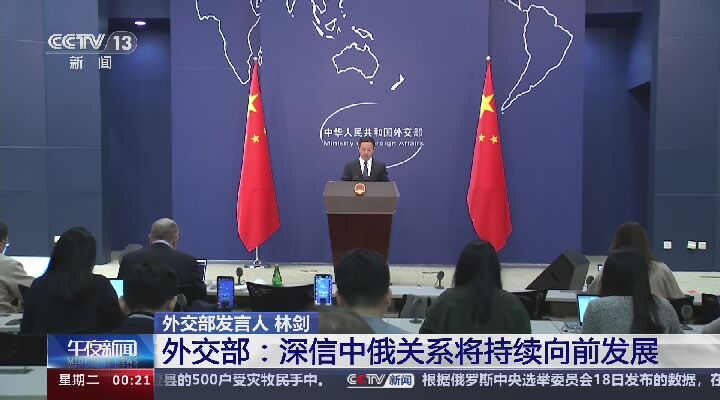 CCTV 13
新闻
中华人民共和国外交部
Ministry of Foreign Affairs
外交部发言人 林剑
午夜新闻
MIDNIGHT NEWS
外交部：深信中俄关系将持续向前发展
星期二 00:21 登县的500户受灾牧民手中。 CCTV 新闻 根据俄罗斯中央选举委员会18日发布的数据，在